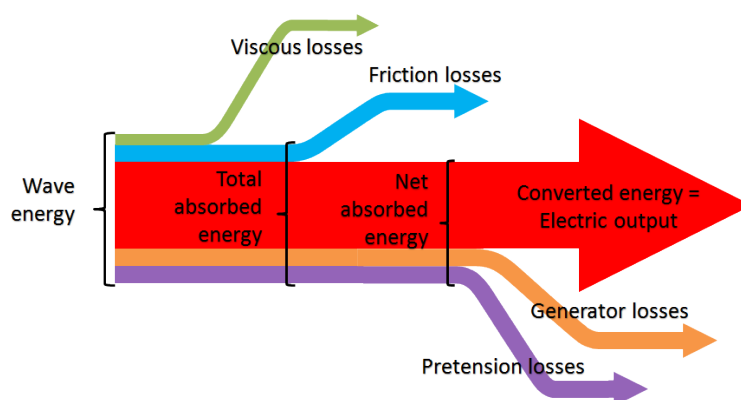 Viscous losses
Friction losses
Wave
energy
Total
absorbed
energy
Net
absorbed
energy
Converted energy =
Electric output
Generator losses
Pretension losses